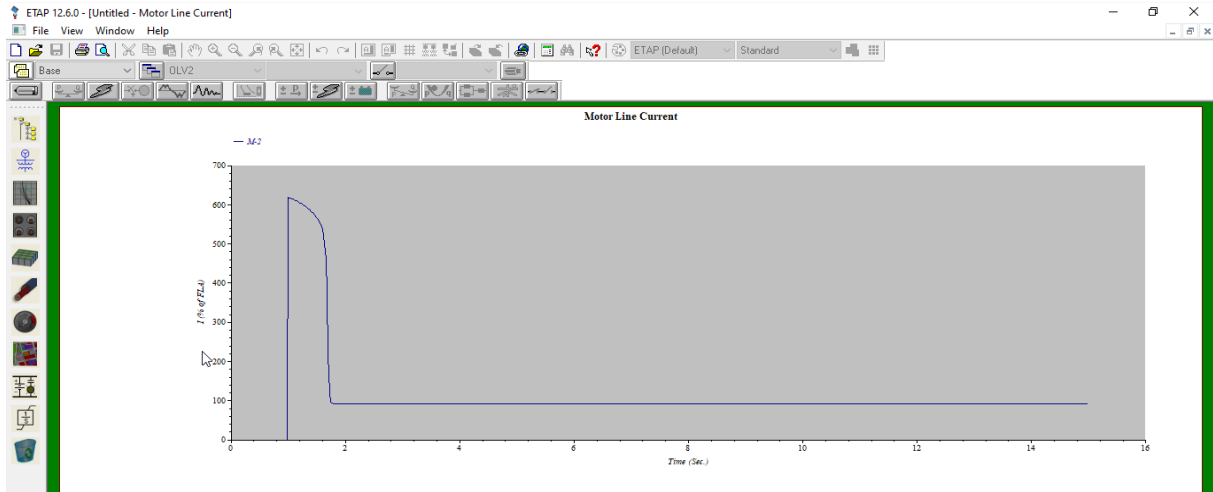 ETAP 12.6.0 - [Untitled - Motor Line Current]
File View Window Help
ETAP (Default) Standard
Base OLV2
Motor Line Current
M-2
700
600
500
400
300
200
100
0
I (% of FLA)
0 2 4 6 8 10 12 14 16
Time (Sec.)